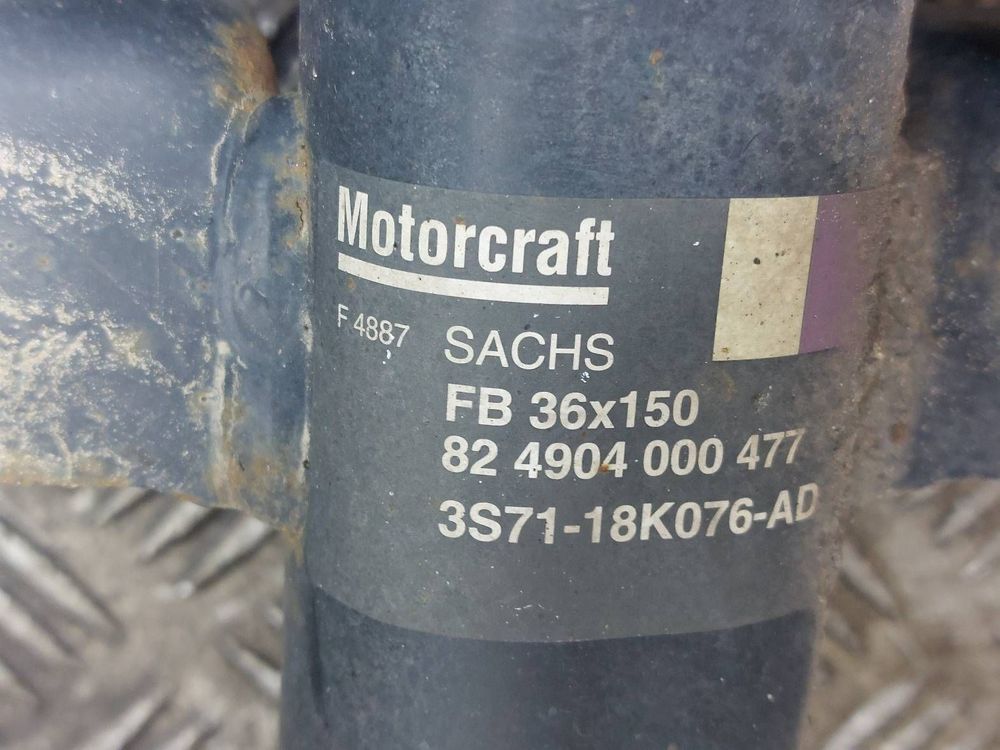 Motorcraft
F 4887 SACHS
FB 36x150
82 4904 000 477
3S71-18K076-AD